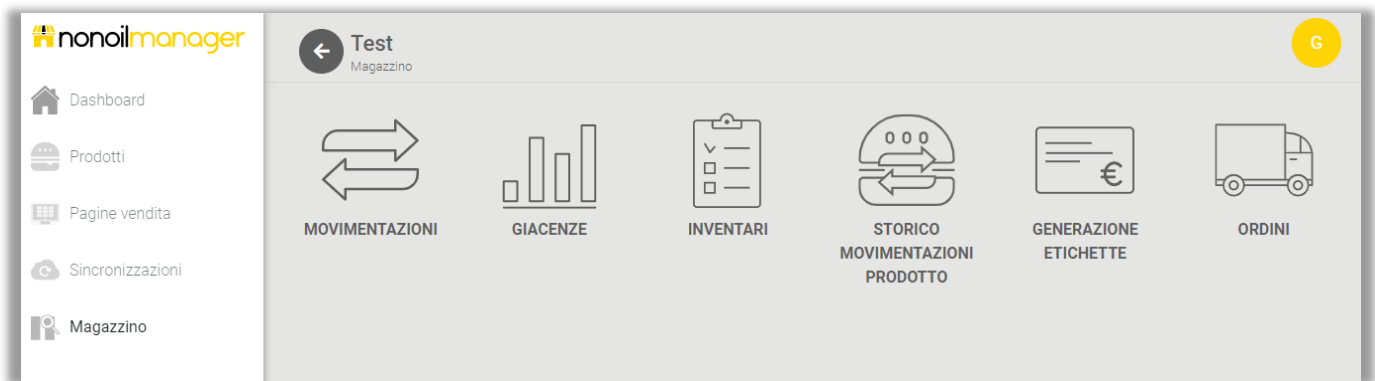 nonoilmanager
Dashboard
Prodotti
Pagine vendita
Sincronizzazioni
Magazzino
Test
Magazzino
G
MOVIMENTAZIONI
GIACENZE
INVENTARI
STORICO
MOVIMENTAZIONI
PRODOTTO
€
GENERAZIONE
ETICHETTE
ORDINI